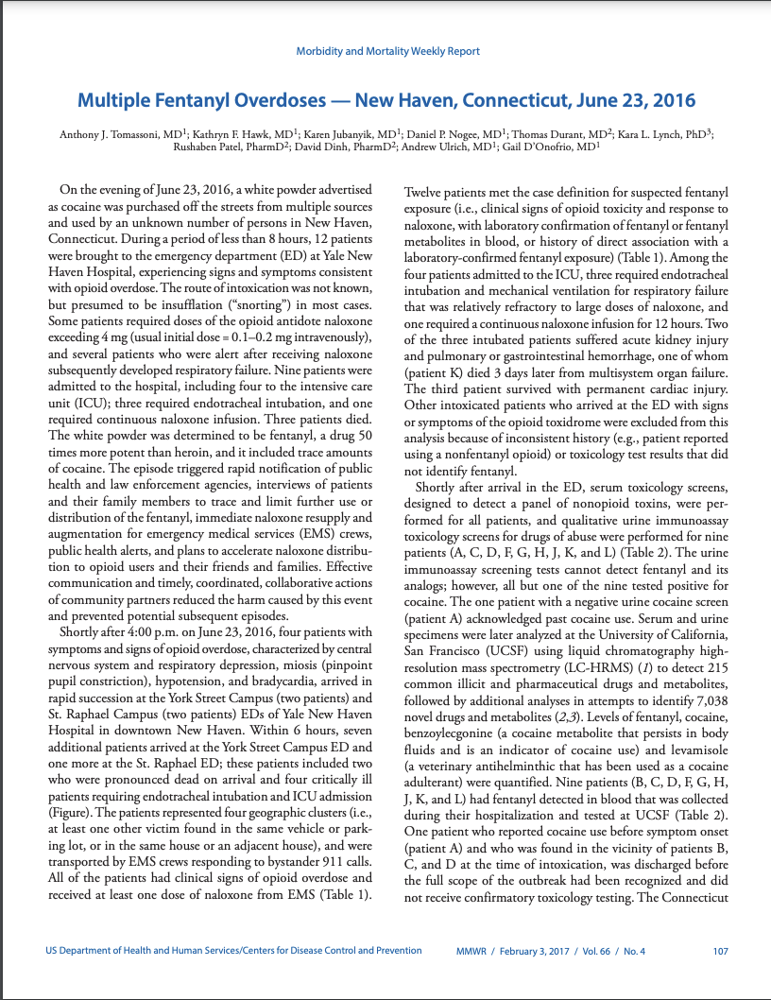 Morbidity and Mortality Weekly Report
Multiple Fentanyl Overdoses — New Haven, Connecticut, June 23, 2016
Anthony J. Tomassoni, MD1; Kathryn F. Hawk, MD1; Karen Jubanyik, MD1; Daniel P. Nogee, MD1; Thomas Durant, MD2; Kara L. Lynch, PhD3;
Rushaben Patel, PharmD2; David Dinh, PharmD2; Andrew Ulrich, MD1; Gail D'Onofrio, MD1
On the evening of June 23, 2016, a white powder advertised
as cocaine was purchased off the streets from multiple sources
and used by an unknown number of persons in New Haven,
Connecticut. During a period of less than 8 hours, 12 patients
were brought to the emergency department (ED) at Yale New
Haven Hospital, experiencing signs and symptoms consistent
with opioid overdose. The route of intoxication was not known,
but presumed to be insufflation ("snorting") in most cases.
Some patients required doses of the opioid antidote naloxone
exceeding 4 mg (usual initial dose = 0.1–0.2 mg intravenously),
and several patients who were alert after receiving naloxone
subsequently developed respiratory failure. Nine patients were
admitted to the hospital, including four to the intensive care
unit (ICU); three required endotracheal intubation, and one
required continuous naloxone infusion. Three patients died.
The white powder was determined to be fentanyl, a drug 50
times more potent than heroin, and it included trace amounts
of cocaine. The episode triggered rapid notification of public
health and law enforcement agencies, interviews of patients
and their family members to trace and limit further use or
distribution of the fentanyl, immediate naloxone resupply and
augmentation for emergency medical services (EMS) crews,
public health alerts, and plans to accelerate naloxone distribu-
tion to opioid users and their friends and families. Effective
communication and timely, coordinated, collaborative actions
of community partners reduced the harm caused by this event
and prevented potential subsequent episodes.
Shortly after 4:00 p.m. on June 23, 2016, four patients with
symptoms and signs of opioid overdose, characterized by central
nervous system and respiratory depression, miosis (pinpoint
pupil constriction), hypotension, and bradycardia, arrived in
rapid succession at the York Street Campus (two patients) and
St. Raphael Campus (two patients) EDs of Yale New Haven
Hospital in downtown New Haven. Within 6 hours, seven
additional patients arrived at the York Street Campus ED and
one more at the St. Raphael ED; these patients included two
who were pronounced dead on arrival and four critically ill
patients requiring endotracheal intubation and ICU admission
(Figure). The patients represented four geographic clusters (i.e.,
at least one other victim found in the same vehicle or park-
ing lot, or in the same house or an adjacent house), and were
transported by EMS crews responding to bystander 911 calls.
All of the patients had clinical signs of opioid overdose and
received at least one dose of naloxone from EMS (Table 1).
Twelve patients met the case definition for suspected fentanyl
exposure (i.e., clinical signs of opioid toxicity and response to
naloxone, with laboratory confirmation of fentanyl or fentanyl
metabolites in blood, or history of direct association with a
laboratory-confirmed fentanyl exposure) (Table 1). Among the
four patients admitted to the ICU, three required endotracheal
intubation and mechanical ventilation for respiratory failure
that was relatively refractory to large doses of naloxone, and
one required a continuous naloxone infusion for 12 hours. Two
of the three intubated patients suffered acute kidney injury
and pulmonary or gastrointestinal hemorrhage, one of whom
(patient K) died 3 days later from multisystem organ failure.
The third patient survived with permanent cardiac injury.
Other intoxicated patients who arrived at the ED with signs
or symptoms of the opioid toxidrome were excluded from this
analysis because of inconsistent history (e.g., patient reported
using a nonfentanyl opioid) or toxicology test results that did
not identify fentanyl.
Shortly after arrival in the ED, serum toxicology screens,
designed to detect a panel of nonopioid toxins, were per-
formed for all patients, and qualitative urine immunoassay
toxicology screens for drugs of abuse were performed for nine
patients (A, C, D, F, G, H, J, K, and L) (Table 2). The urine
immunoassay screening tests cannot detect fentanyl and its
analogs; however, all but one of the nine tested positive for
cocaine. The one patient with a negative urine cocaine screen
(patient A) acknowledged past cocaine use. Serum and urine
specimens were later analyzed at the University of California,
San Francisco (UCSF) using liquid chromatography high-
resolution mass spectrometry (LC-HRMS) (1) to detect 215
common illicit and pharmaceutical drugs and metabolites,
followed by additional analyses in attempts to identify 7,038
novel drugs and metabolites (2,3). Levels of fentanyl, cocaine,
benzoylecgonine (a cocaine metabolite that persists in body
fluids and is an indicator of cocaine use) and levamisole
(a veterinary antihelminthic that has been used as a cocaine
adulterant) were quantified. Nine patients (B, C, D, F, G, H,
J, K, and L) had fentanyl detected in blood that was collected
during their hospitalization and tested at UCSF (Table 2).
One patient who reported cocaine use before symptom onset
(patient A) and who was found in the vicinity of patients B,
C, and D at the time of intoxication, was discharged before
the full scope of the outbreak had been recognized and did
not receive confirmatory toxicology testing. The Connecticut
US Department of Health and Human Services/Centers for Disease Control and Prevention
MMWR / February 3, 2017 / Vol. 66 / No. 4
107